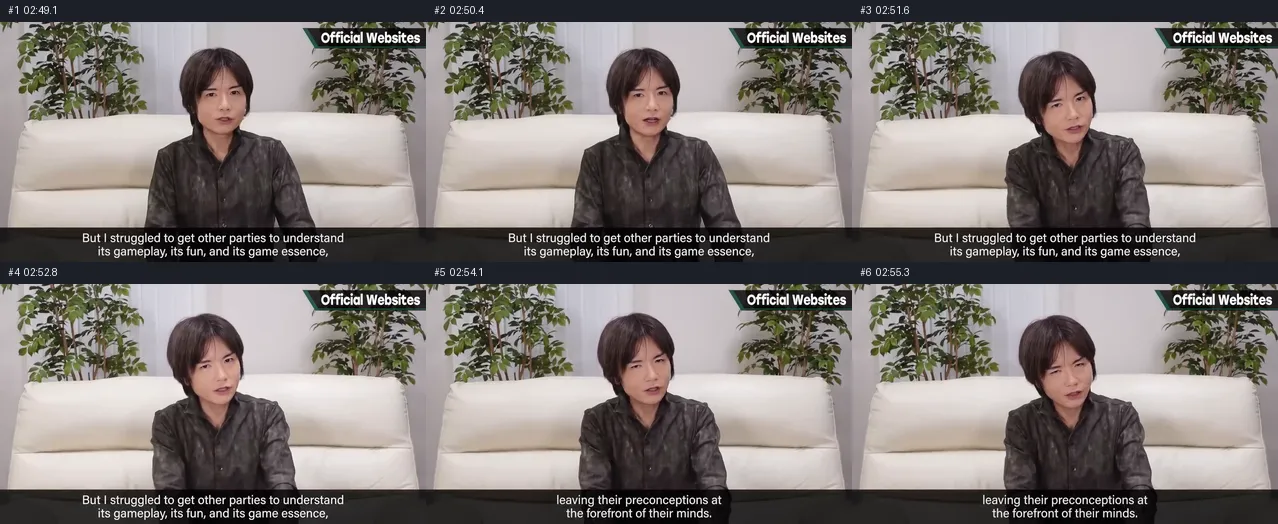 #1 02:49.1
#2 02:50.4
#3 02:51.6
Official Websites
Official Websites
Official Websites
But I struggled to get other parties to understand
its gameplay, its fun, and its game essence,
But I struggled to get other parties to understand
its gameplay, its fun, and its game essence,
But I struggled to get other parties to understand
its gameplay, its fun, and its game essence,
#4 02:52.8
#5 02:54.1
#6 02:55.3
Official Websites
Official Websites
Official Websites
But I struggled to get other parties to understand
its gameplay, its fun, and its game essence,
leaving their preconceptions at
the forefront of their minds.
leaving their preconceptions at
the forefront of their minds.